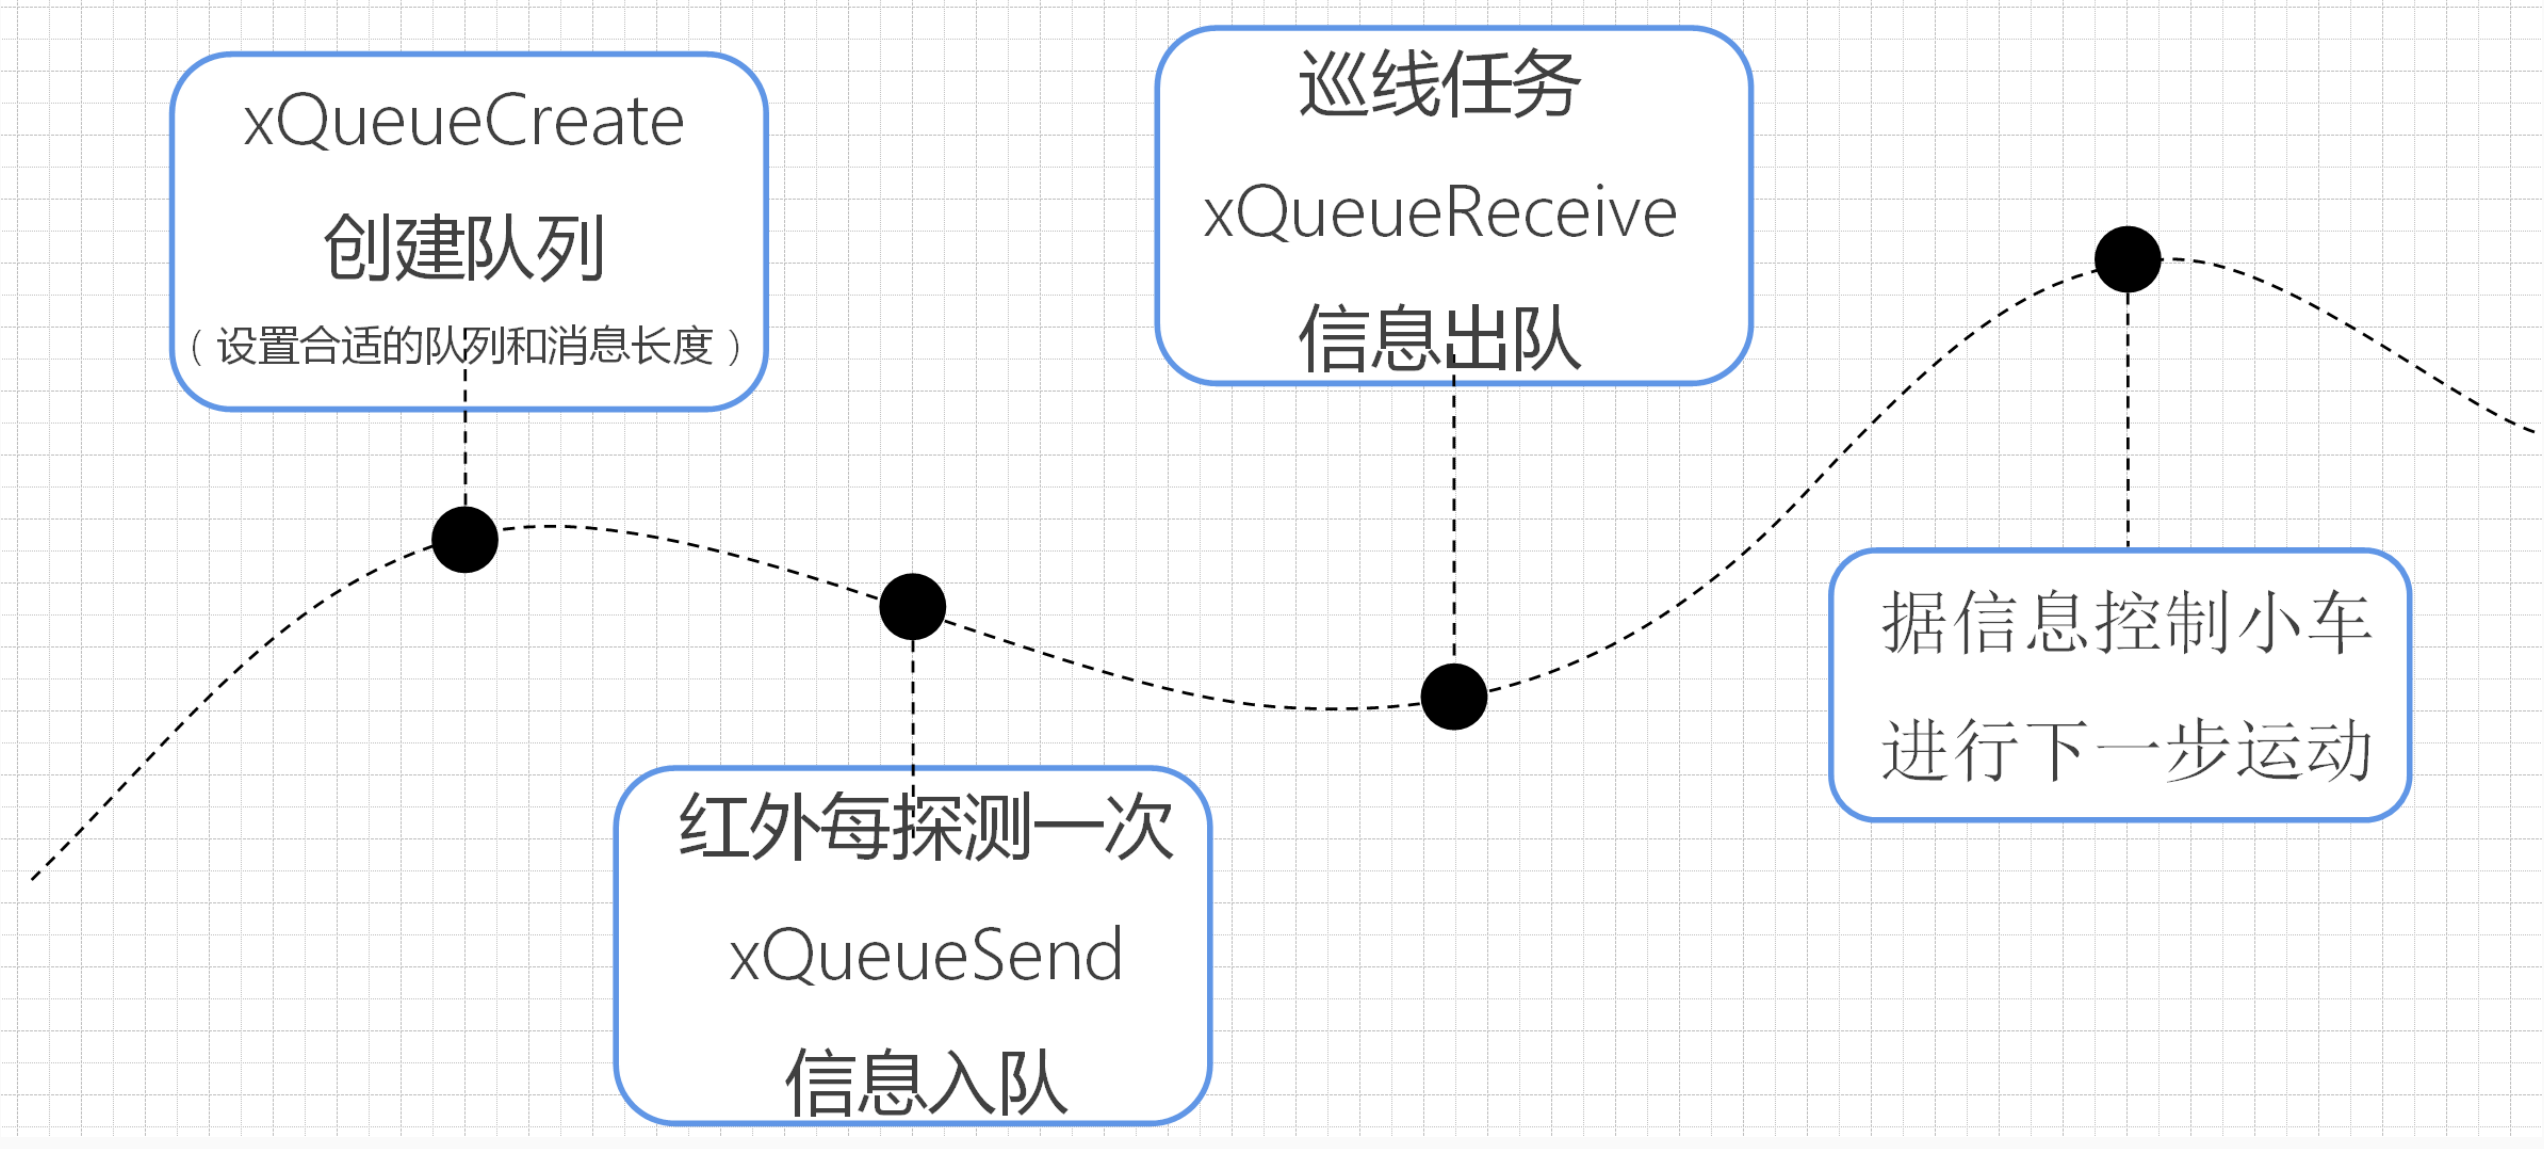 xQueueCreate
创建队列
（设置合适的队列和消息长度）
红外每探测一次
xQueueSend
信息入队
巡线任务
xQueueReceive
信息出队
据信息控制小车
进行下一步运动